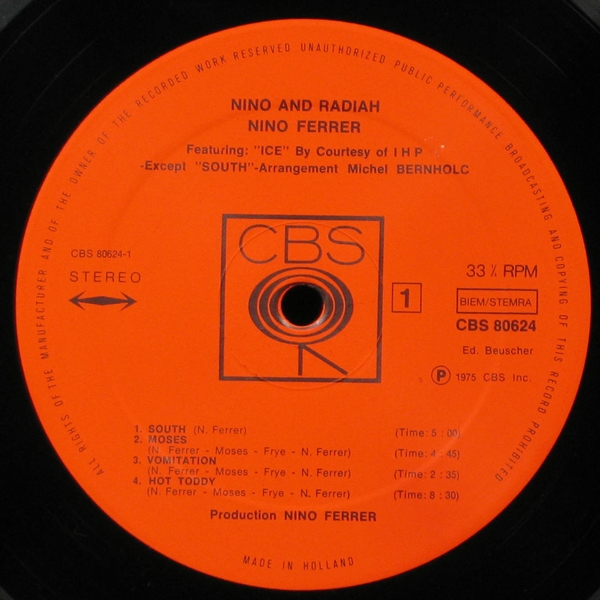 ALL RIGHTS OF THE MANUFACTURER AND OF THE OWNER OF THE RECORDED WORK RESERVED UNAUTHORIZED PUBLIC PERFORMANCE BROADCASTING AND COPYING OF THIS RECORD PROHIBITED
NINO AND RADIAH
NINO FERRER
Featuring: "ICE" By Courtesy of I H P
-Except "SOUTH"-Arrangement Michel BERNHOLC
CBS
CBS 80624-1
STEREO
1
33 ⅓ RPM
BIEM/STEMRA
CBS 80624
Ed. Beuscher
Ⓟ 1975 CBS Inc.
1. SOUTH (N. Ferrer) (Time: 5 : 00)
2. MOSES
(N. Ferrer - Moses - Frye - N. Ferrer) (Time: 4 : 45)
3. VOMITATION
(N. Ferrer - Moses - Frye - N. Ferrer) (Time: 2 : 35)
4. HOT TODDY
(N. Ferrer - Moses - Frye - N. Ferrer) (Time: 8 : 30)
Production NINO FERRER
MADE IN HOLLAND